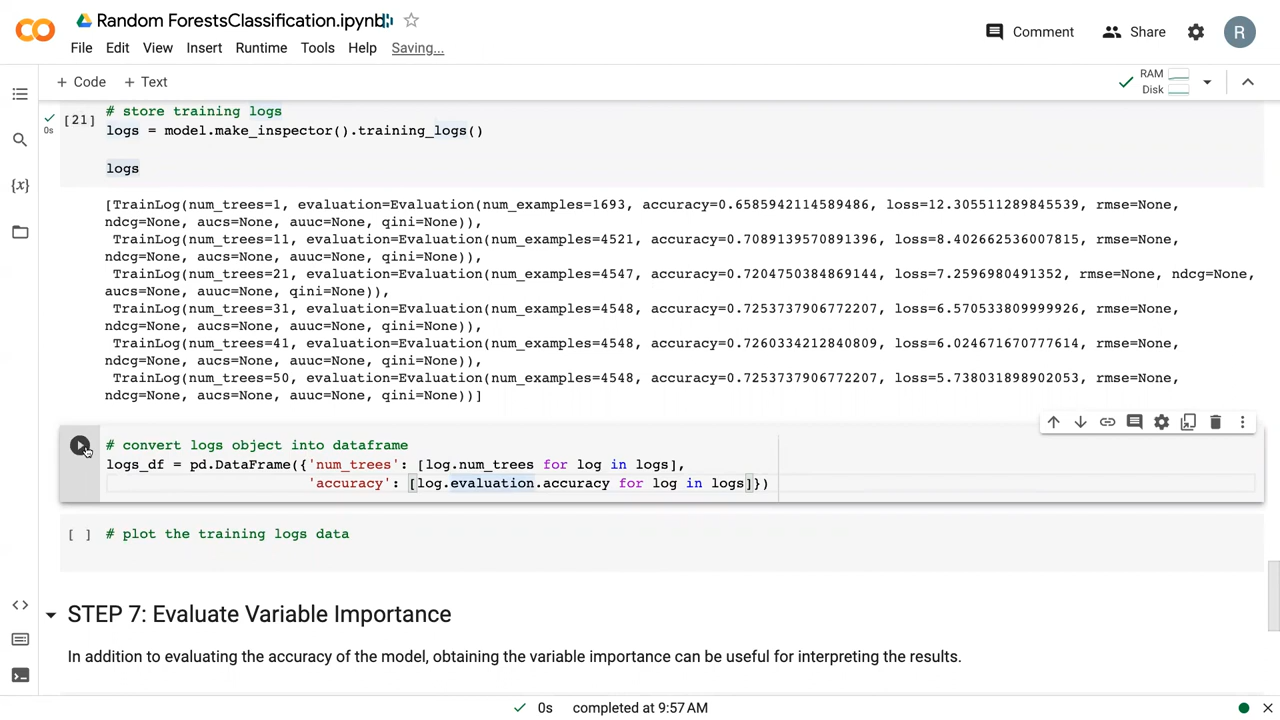 Random ForestsClassification.ipynb
File Edit View Insert Runtime Tools Help Saving...
Comment Share R
+ Code + Text
RAM
Disk
# store training logs
[21]
0s
logs = model.make_inspector().training_logs()
logs
[TrainLog(num_trees=1, evaluation=Evaluation(num_examples=1693, accuracy=0.6585942114589486, loss=12.305511289845539, rmse=None,
ndcg=None, aucs=None, auuc=None, qini=None)),
TrainLog(num_trees=11, evaluation=Evaluation(num_examples=4521, accuracy=0.7089139570891396, loss=8.402662536007815, rmse=None,
ndcg=None, aucs=None, auuc=None, qini=None)),
TrainLog(num_trees=21, evaluation=Evaluation(num_examples=4547, accuracy=0.7204750384869144, loss=7.2596980491352, rmse=None, ndcg=None,
aucs=None, auuc=None, qini=None)),
TrainLog(num_trees=31, evaluation=Evaluation(num_examples=4548, accuracy=0.7253737906772207, loss=6.570533809999926, rmse=None,
ndcg=None, aucs=None, auuc=None, qini=None)),
TrainLog(num_trees=41, evaluation=Evaluation(num_examples=4548, accuracy=0.7260334212840809, loss=6.024671670777614, rmse=None,
ndcg=None, aucs=None, auuc=None, qini=None)),
TrainLog(num_trees=50, evaluation=Evaluation(num_examples=4548, accuracy=0.7253737906772207, loss=5.738031898902053, rmse=None,
ndcg=None, aucs=None, auuc=None, qini=None))]
# convert logs object into dataframe
logs_df = pd.DataFrame({'num_trees': [log.num_trees for log in logs],
'accuracy': [log.evaluation.accuracy for log in logs]})
[ ] # plot the training logs data
STEP 7: Evaluate Variable Importance
In addition to evaluating the accuracy of the model, obtaining the variable importance can be useful for interpreting the results.
0s completed at 9:57 AM